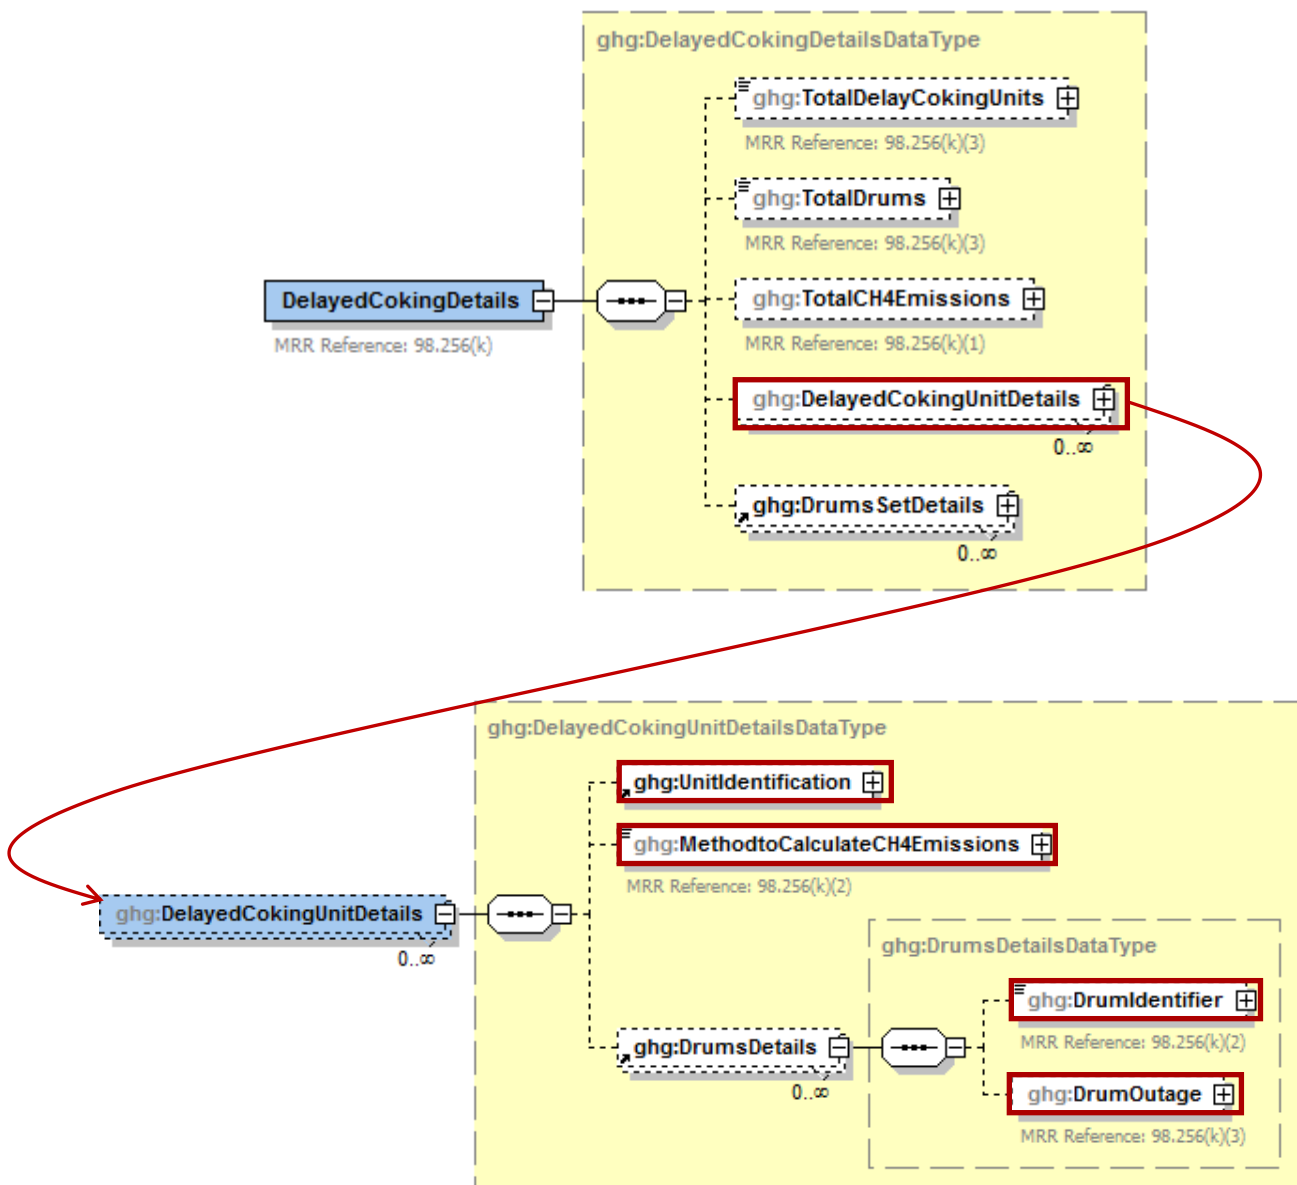 ghg:DelayedCokingDetailsDataType
ghg:TotalDelayCokingUnits
MRR Reference: 98.256(k)(3)
ghg:TotalDrums
MRR Reference: 98.256(k)(3)
DelayedCokingDetails
MRR Reference: 98.256(k)
ghg:TotalCH4Emissions
MRR Reference: 98.256(k)(1)
ghg:DelayedCokingUnitDetails
0..∞
ghg:DrumsSetDetails
0..∞
ghg:DelayedCokingUnitDetailsDataType
ghg:UnitIdentification
ghg:MethodtoCalculateCH4Emissions
MRR Reference: 98.256(k)(2)
ghg:DelayedCokingUnitDetails
0..∞
ghg:DrumsDetailsDataType
ghg:DrumIdentifier
MRR Reference: 98.256(k)(2)
ghg:DrumsDetails
0..∞
ghg:DrumOutage
MRR Reference: 98.256(k)(3)